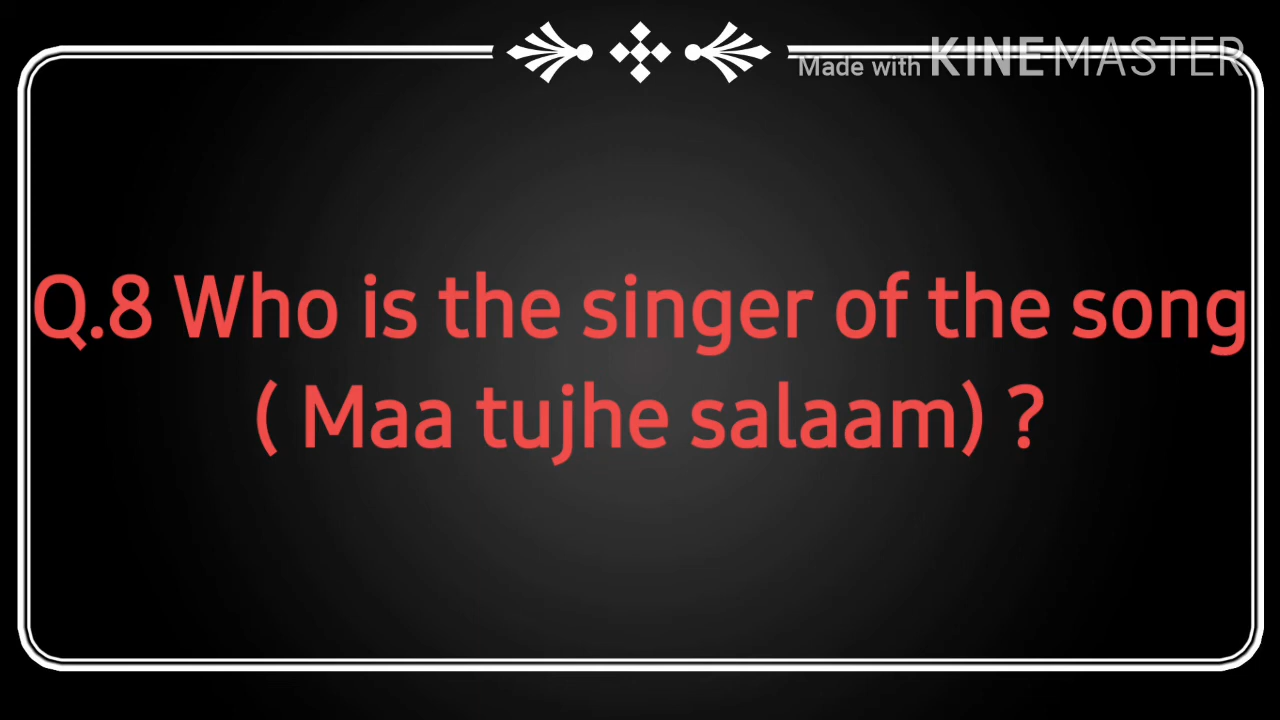 Made with KINEMASTER
Q.8 Who is the singer of the song
( Maa tujhe salaam) ?